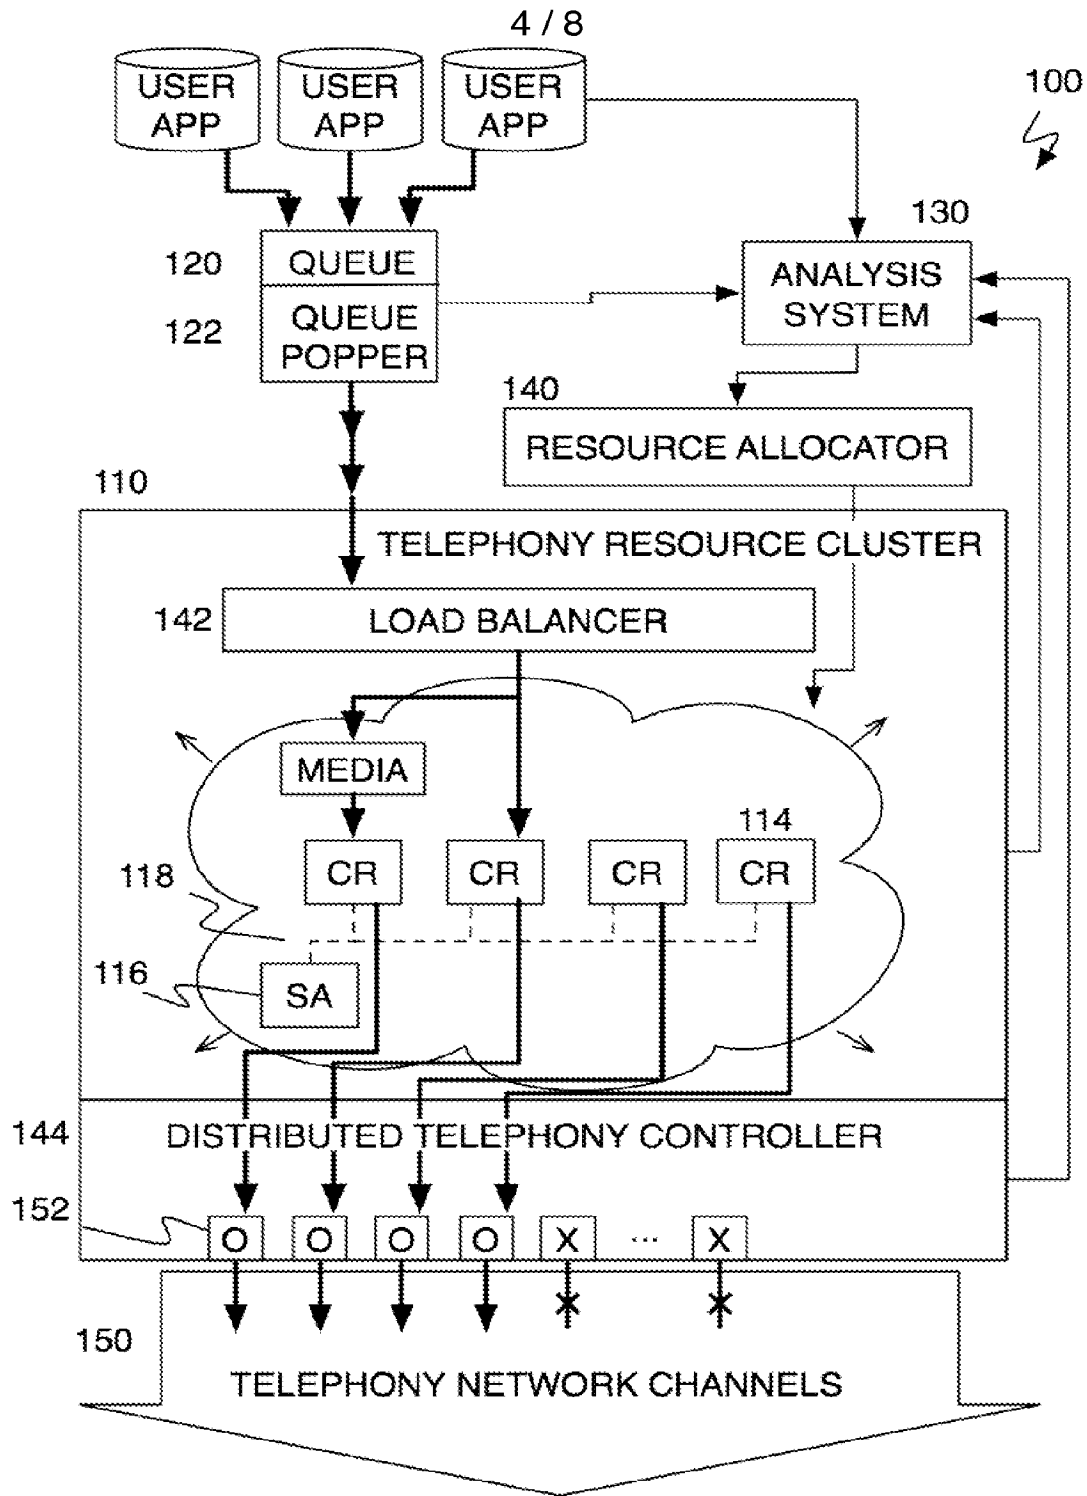 4 / 8
USER
APP
USER
APP
USER
APP
100
130
120
QUEUE
ANALYSIS
SYSTEM
122
QUEUE
POPPER
140
RESOURCE ALLOCATOR
110
TELEPHONY RESOURCE CLUSTER
142
LOAD BALANCER
MEDIA
114
CR
CR
CR
CR
118
116
SA
144
DISTRIBUTED TELEPHONY CONTROLLER
152
O
O
O
O
X
...
X
150
TELEPHONY NETWORK CHANNELS